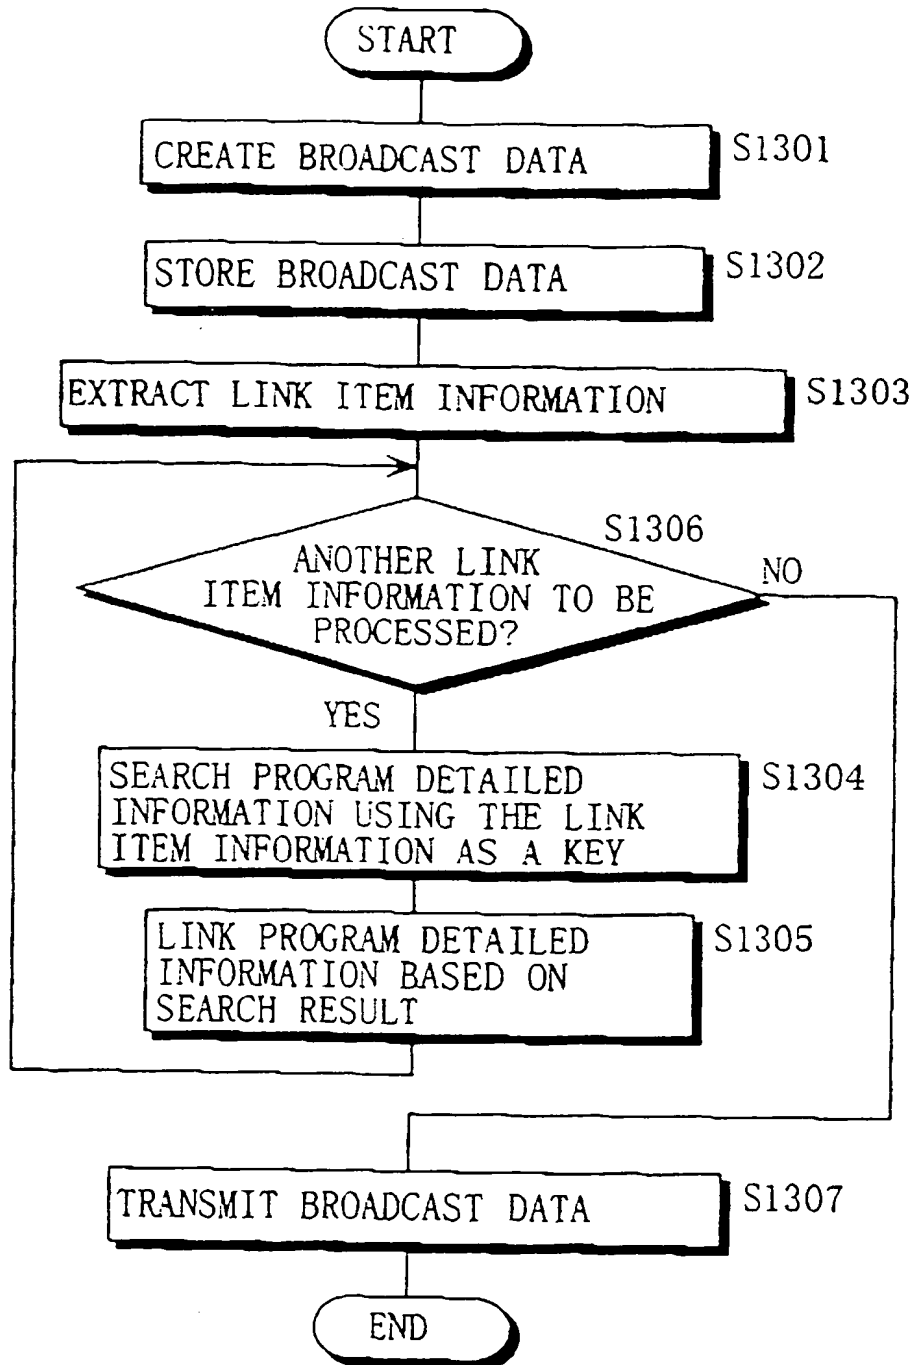 START
CREATE BROADCAST DATA
S1301
STORE BROADCAST DATA
S1302
EXTRACT LINK ITEM INFORMATION
S1303
S1306
ANOTHER LINK
ITEM INFORMATION TO BE
PROCESSED?
NO
YES
SEARCH PROGRAM DETAILED
INFORMATION USING THE LINK
ITEM INFORMATION AS A KEY
S1304
LINK PROGRAM DETAILED
INFORMATION BASED ON
SEARCH RESULT
S1305
TRANSMIT BROADCAST DATA
S1307
END